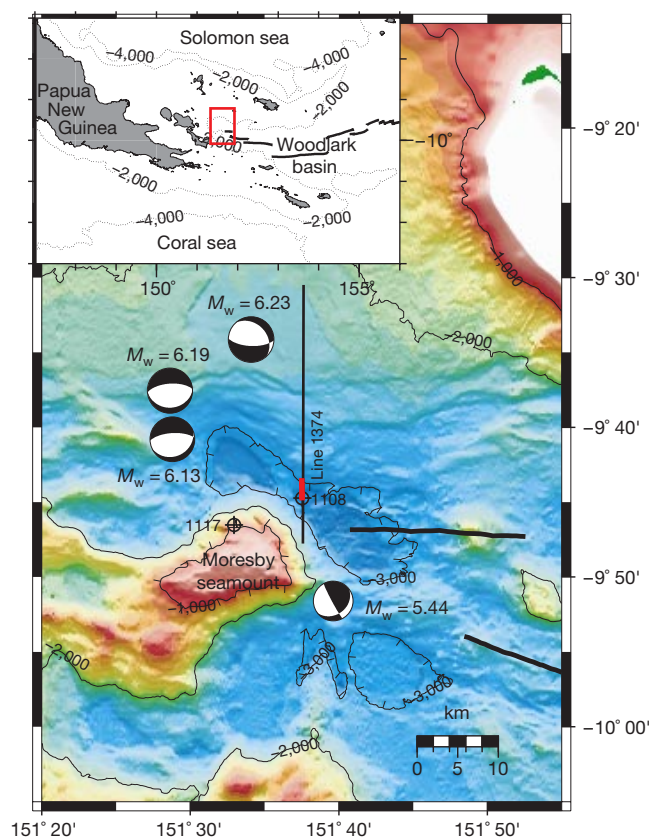 Solomon sea
−4,000
−4,000
−2,000
−2,000
Papua
New
Guinea
−10°
Woodlark
basin
−2,000
−2,000
−4,000
Coral sea
150°
155°
−9° 20'
−1,000
−9° 30'
−2,000
Mw = 6.23
Mw = 6.19
−9° 40'
Line 1374
Mw = 6.13
1108
1117
Moresby
seamount
−3,000
−9° 50'
−1,000
Mw = 5.44
−2,000
−3,000
−3,000
km
0 5 10
−10° 00'
−2,000
151° 20'
151° 30'
151° 40'
151° 50'